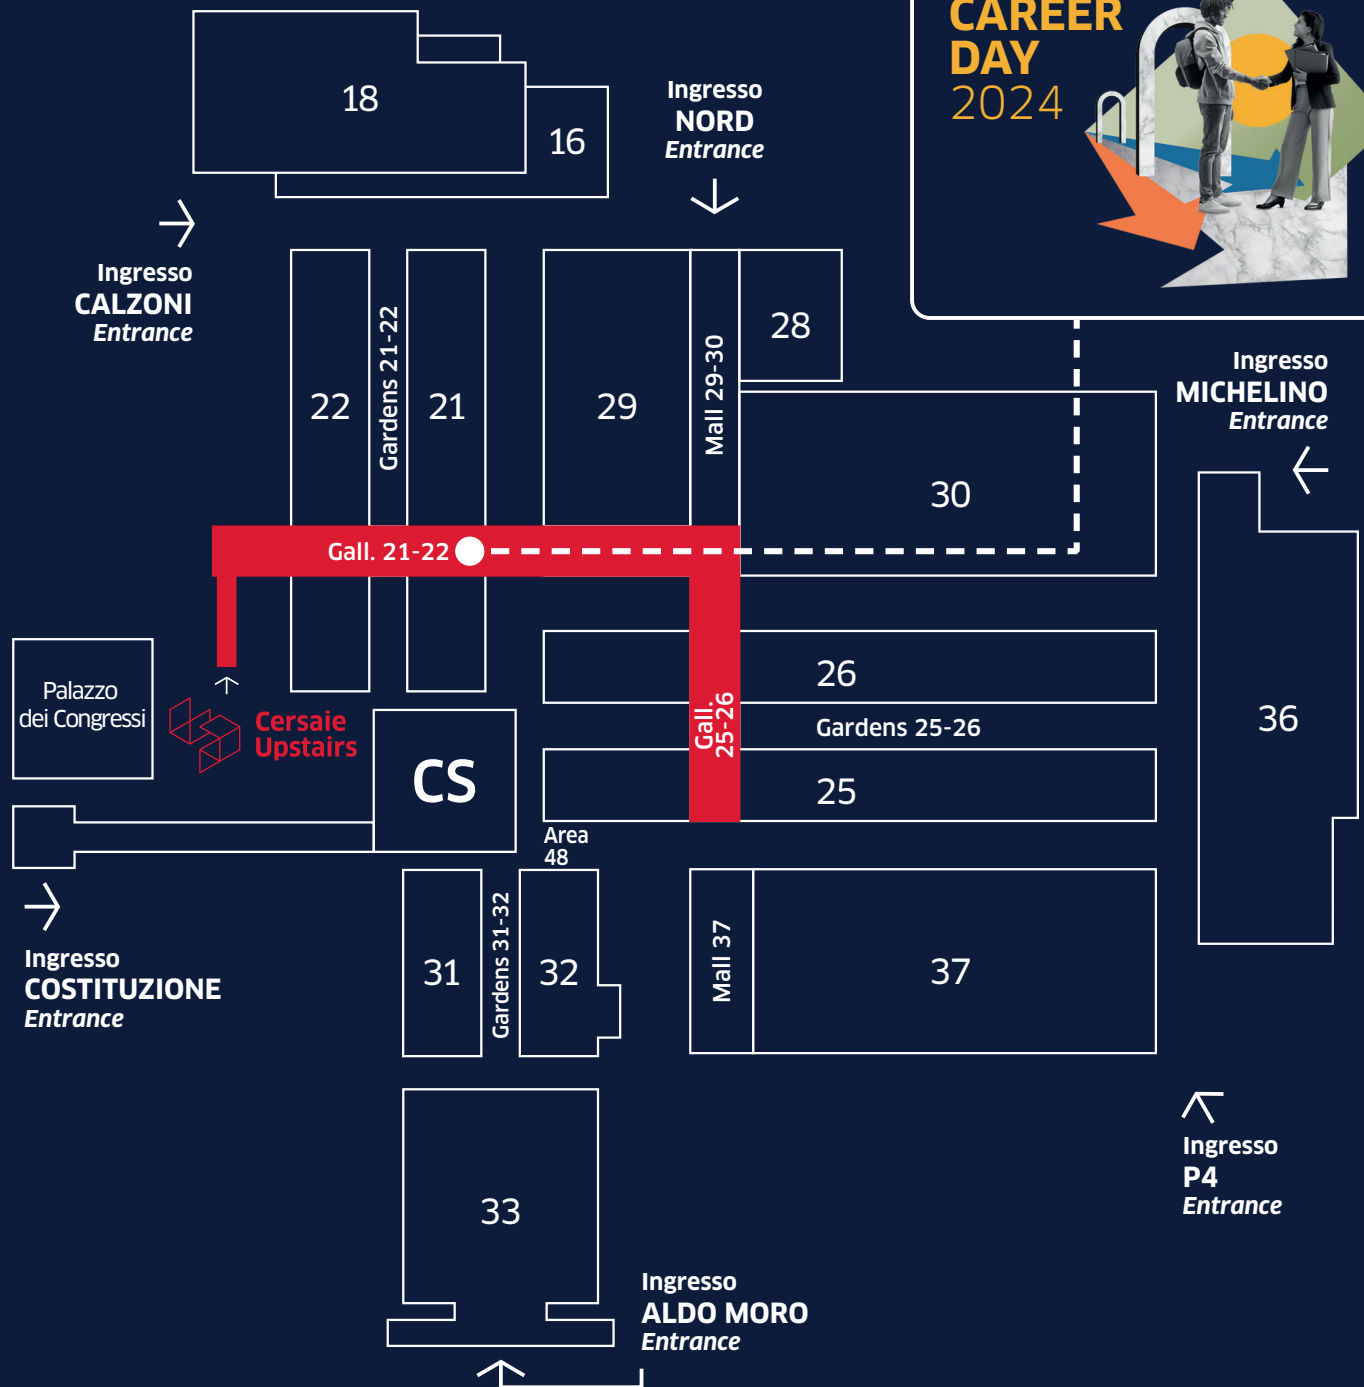 CAREER
DAY
2024
18
16
Ingresso
NORD
Entrance
Ingresso
CALZONI
Entrance
22
Gardens 21-22
21
29
Mall 29-30
28
30
Ingresso
MICHELINO
Entrance
Gall. 21-22
26
Gall.
25-26
Gardens 25-26
25
36
Palazzo
dei Congressi
Cersaie
Upstairs
CS
Area
48
Ingresso
COSTITUZIONE
Entrance
31
Gardens 31-32
32
Mall 37
37
33
Ingresso
P4
Entrance
Ingresso
ALDO MORO
Entrance